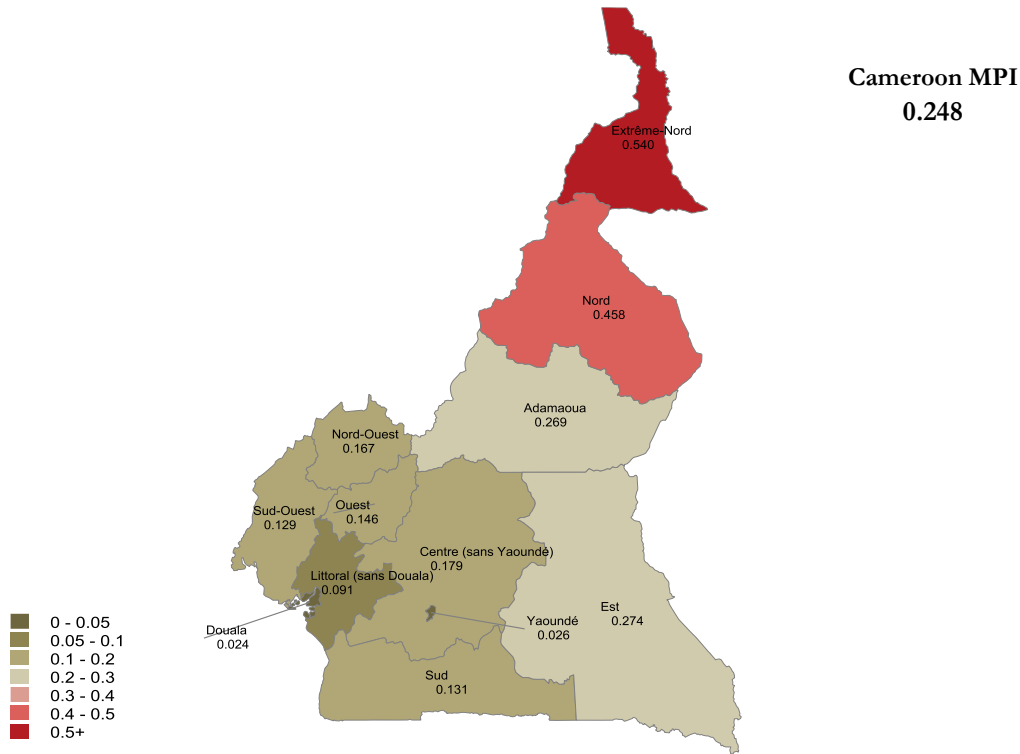 Cameroon MPI
0.248
Extrême-Nord
0.540
Nord
0.458
Adamaoua
0.269
Nord-Ouest
0.167
Sud-Ouest
0.129
Ouest
0.146
Centre (sans Yaoundé)
0.179
Littoral (sans Douala)
0.091
Est
0.274
Yaoundé
0.026
Douala
0.024
Sud
0.131
0 - 0.05
0.05 - 0.1
0.1 - 0.2
0.2 - 0.3
0.3 - 0.4
0.4 - 0.5
0.5+